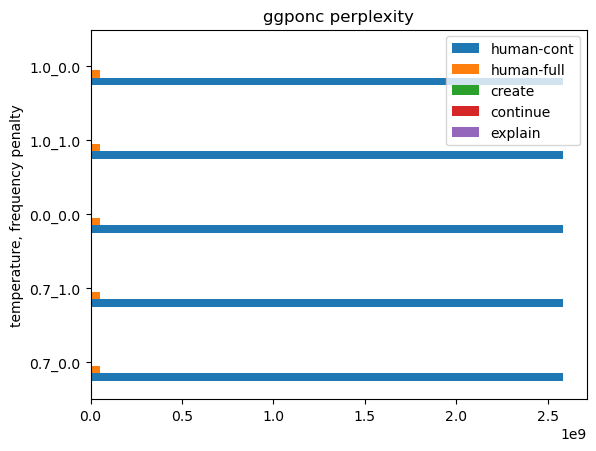 ggponc perplexity
human-cont
human-full
create
continue
explain
temperature, frequency penalty
1.0_0.0
1.0_1.0
0.0_0.0
0.7_1.0
0.7_0.0
0.0 0.5 1.0 1.5 2.0 2.5
1e9